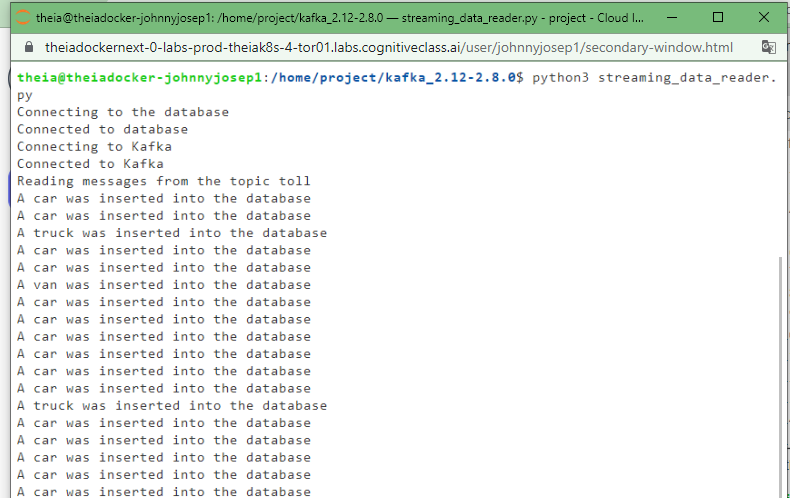 theia@theiadocker-johnnyjosep1: /home/project/kafka_2.12-2.8.0 — streaming_data_reader.py - project - Cloud I...
theiadockernext-0-labs-prod-theiak8s-4-tor01.labs.cognitiveclass.ai/user/johnnyjosep1/secondary-window.html
theia@theiadocker-johnnyjosep1:/home/project/kafka_2.12-2.8.0$ python3 streaming_data_reader.
py
Connecting to the database
Connected to database
Connecting to Kafka
Connected to Kafka
Reading messages from the topic toll
A car was inserted into the database
A car was inserted into the database
A truck was inserted into the database
A car was inserted into the database
A car was inserted into the database
A van was inserted into the database
A car was inserted into the database
A car was inserted into the database
A car was inserted into the database
A car was inserted into the database
A car was inserted into the database
A car was inserted into the database
A truck was inserted into the database
A car was inserted into the database
A car was inserted into the database
A car was inserted into the database
A car was inserted into the database
A car was inserted into the database